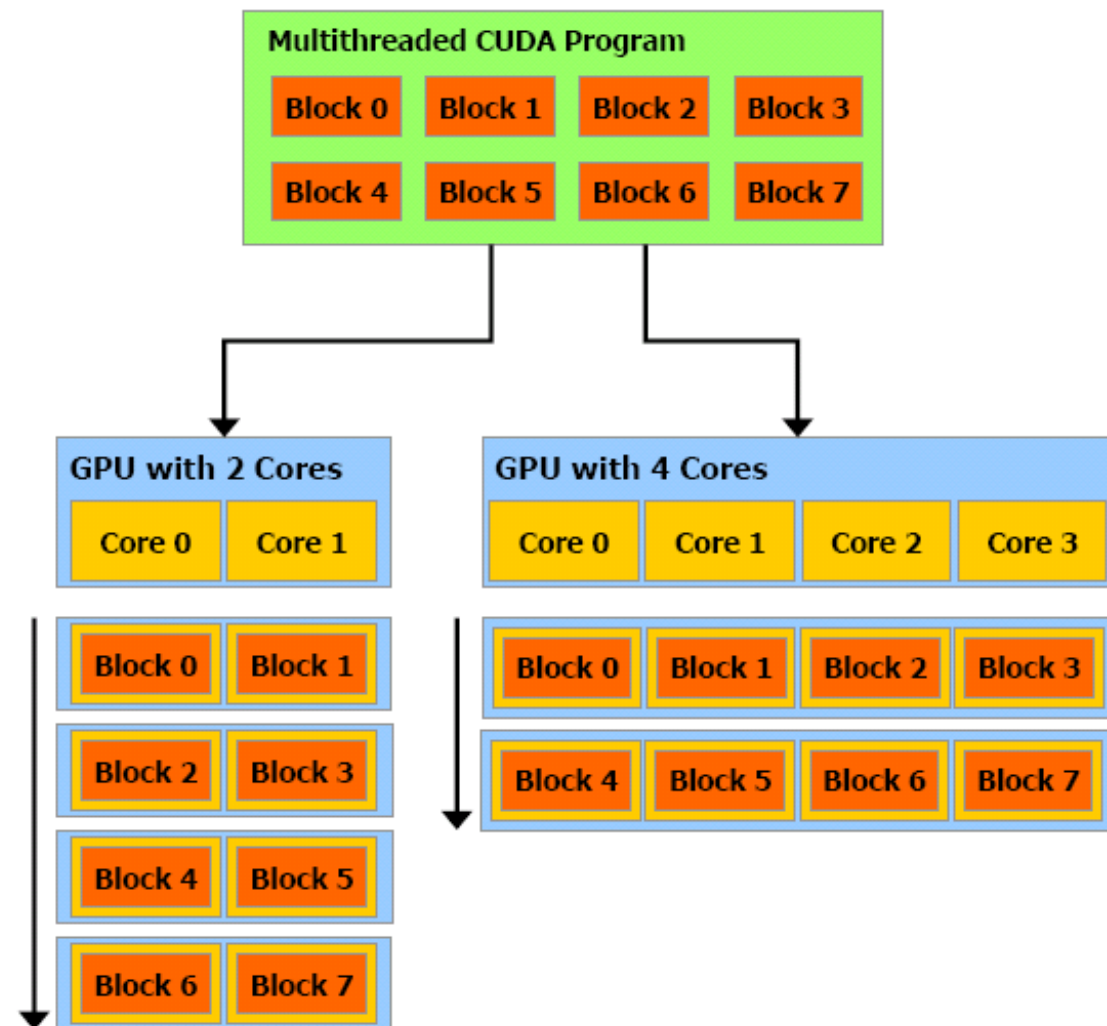 Multithreaded CUDA Program
Block 0 Block 1 Block 2 Block 3
Block 4 Block 5 Block 6 Block 7
GPU with 2 Cores
Core 0 Core 1
Block 0 Block 1
Block 2 Block 3
Block 4 Block 5
Block 6 Block 7
GPU with 4 Cores
Core 0 Core 1 Core 2 Core 3
Block 0 Block 1 Block 2 Block 3
Block 4 Block 5 Block 6 Block 7